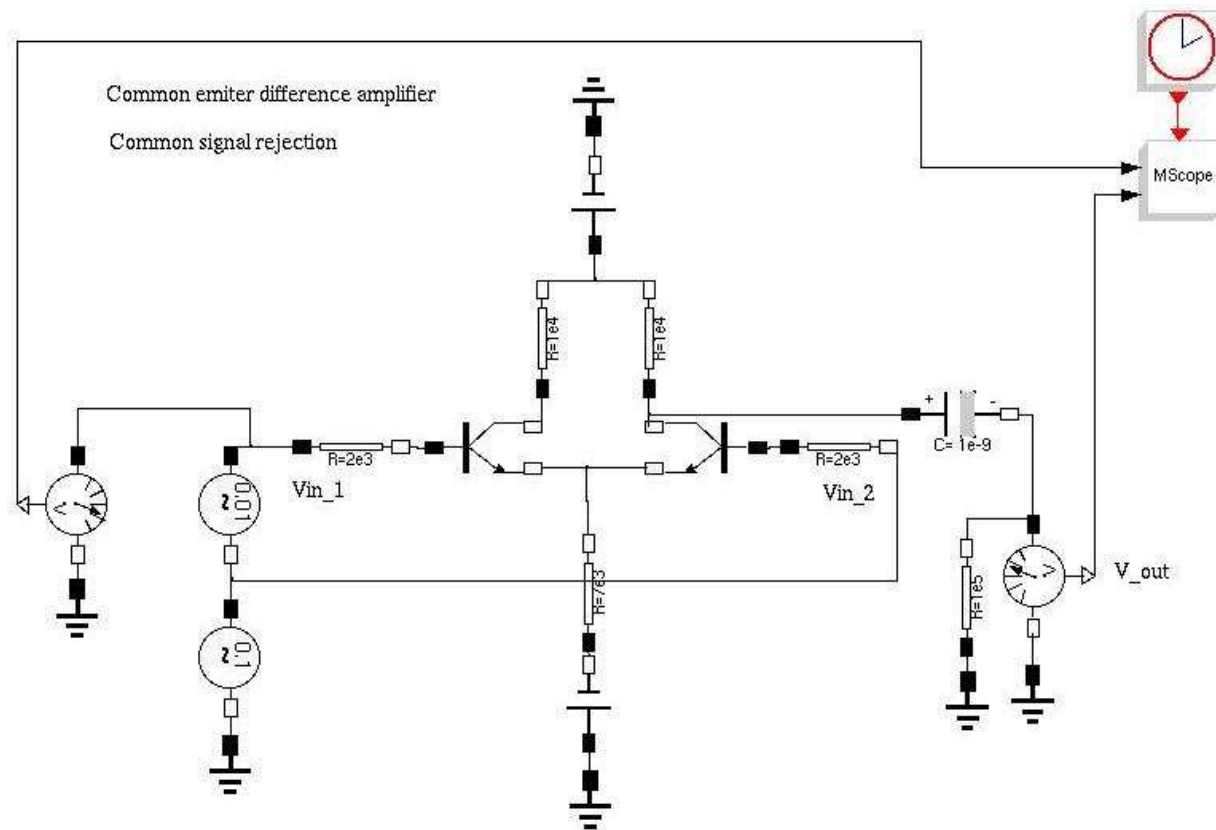 Common emiter difference amplifier
Common signal rejection
MScope
R=1e4
R=1e4
+
-
C= 1e-9
R=2e3
R=2e3
Vin_1
Vin_2
V
0.01
~
R=7e3
R=1e5
V
V_out
0.1
~